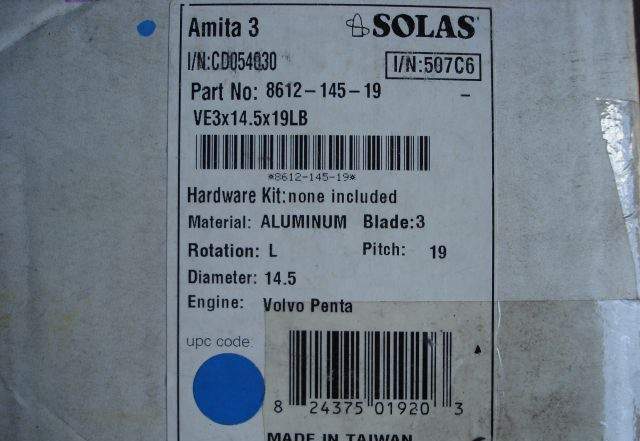 Amita 3 SOLAS
I/N:CD054030 I/N:507C6
Part No: 8612-145-19 -
VE3x14.5x19LB
*8612-145-19*
Hardware Kit:none included
Material: ALUMINUM Blade:3
Rotation: L Pitch: 19
Diameter: 14.5
Engine: Volvo Penta
upc code:
8 24375 01920 3
MADE IN TAIWAN